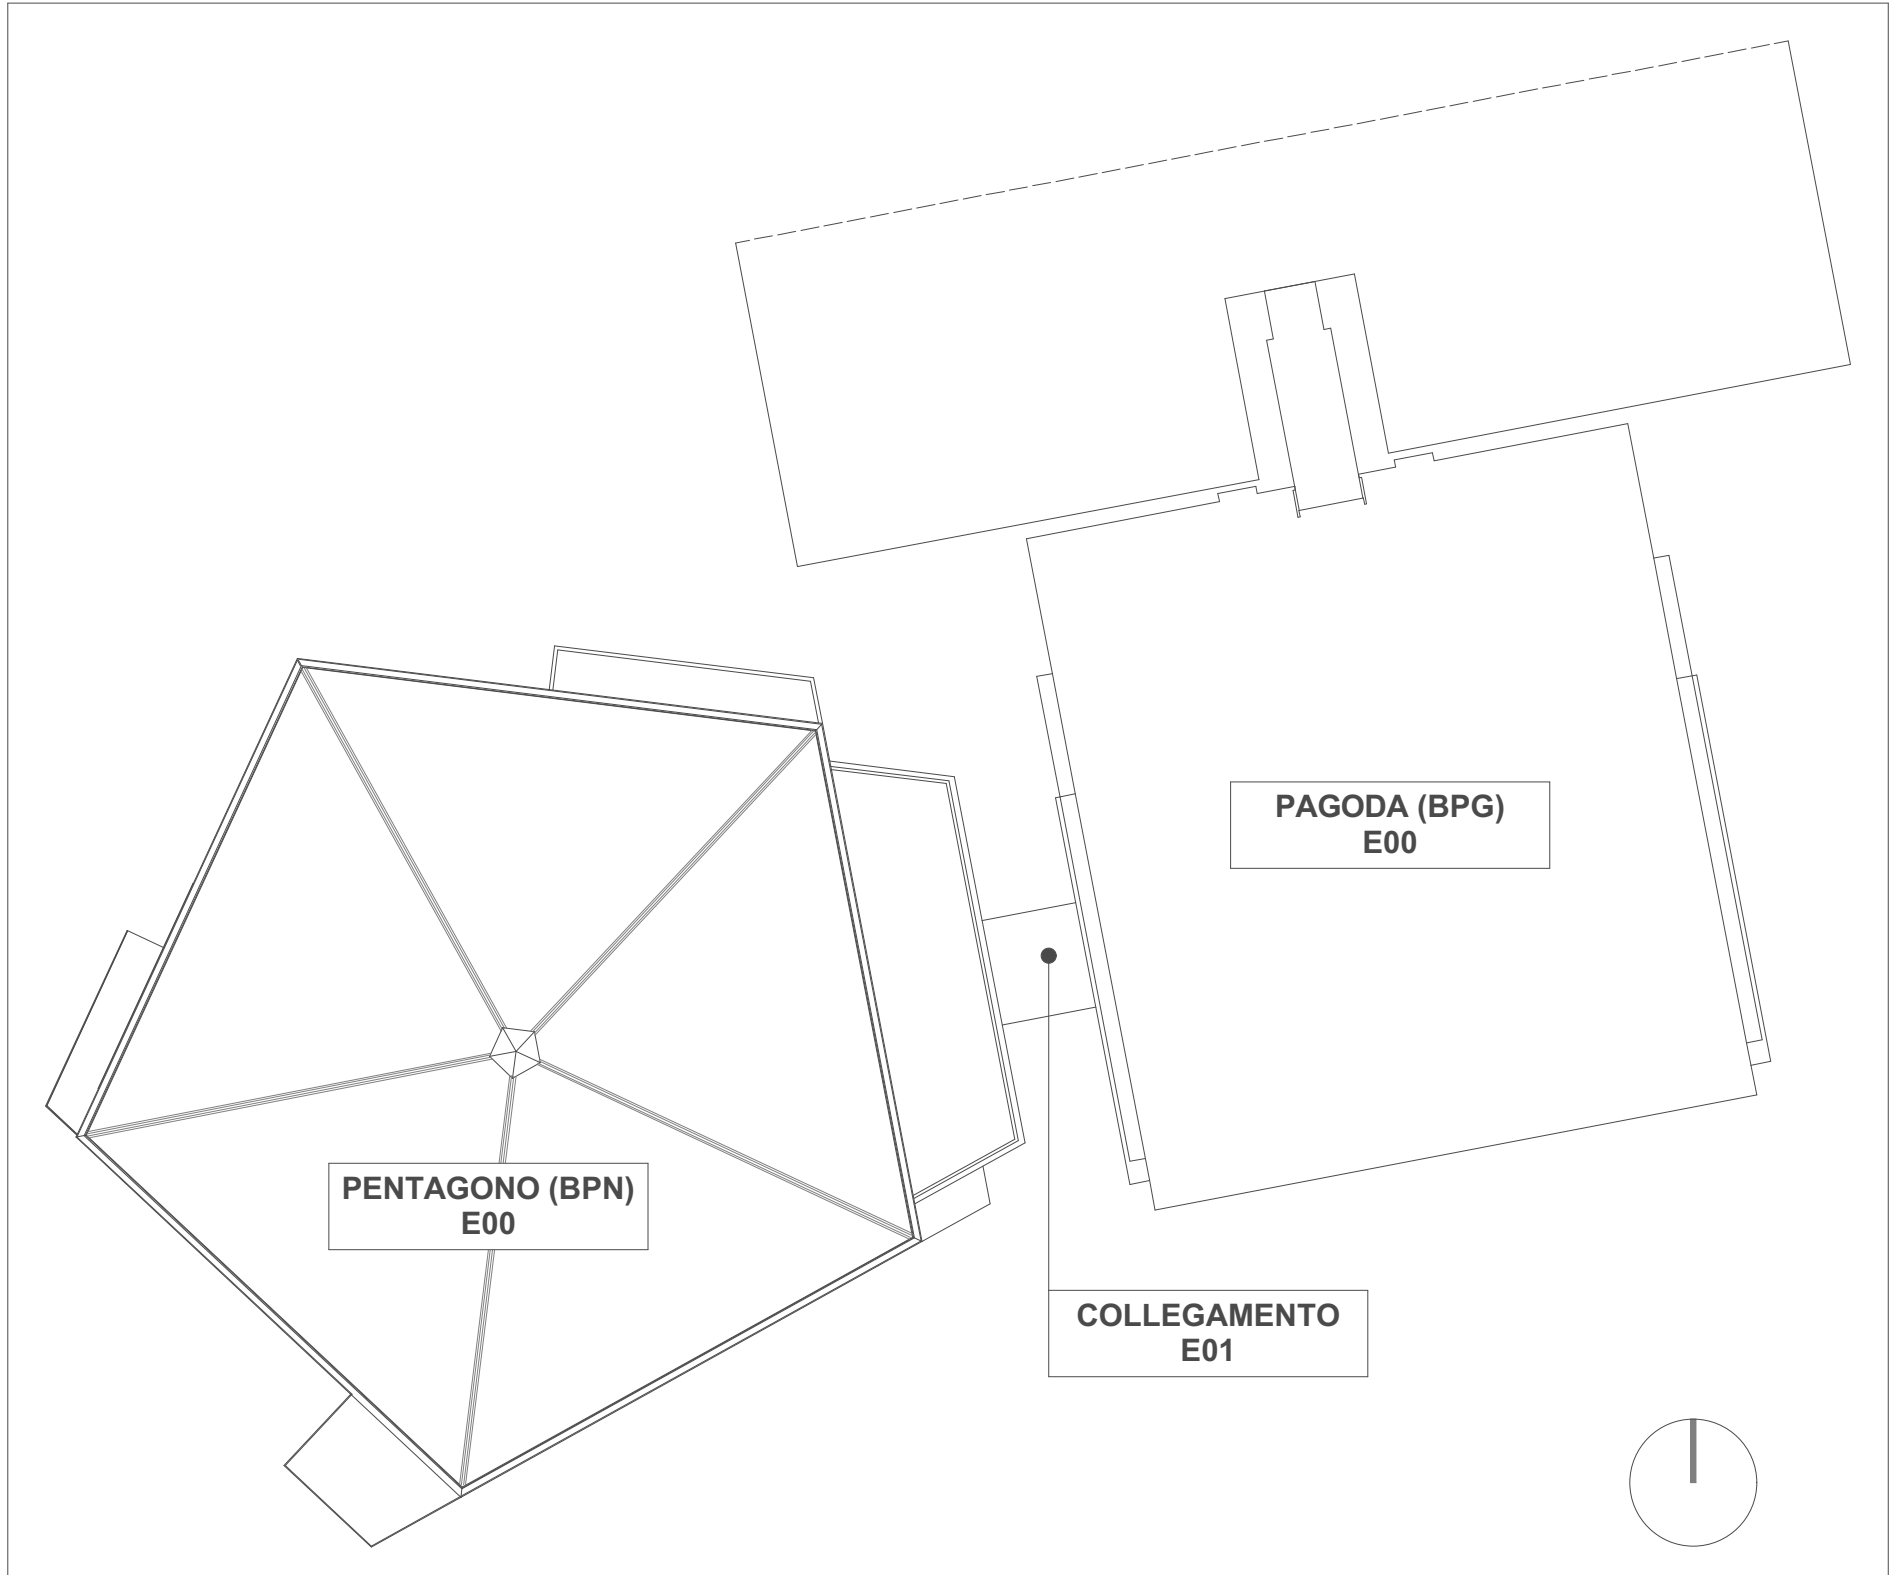 PAGODA (BPG)
E00
PENTAGONO (BPN)
E00
COLLEGAMENTO
E01